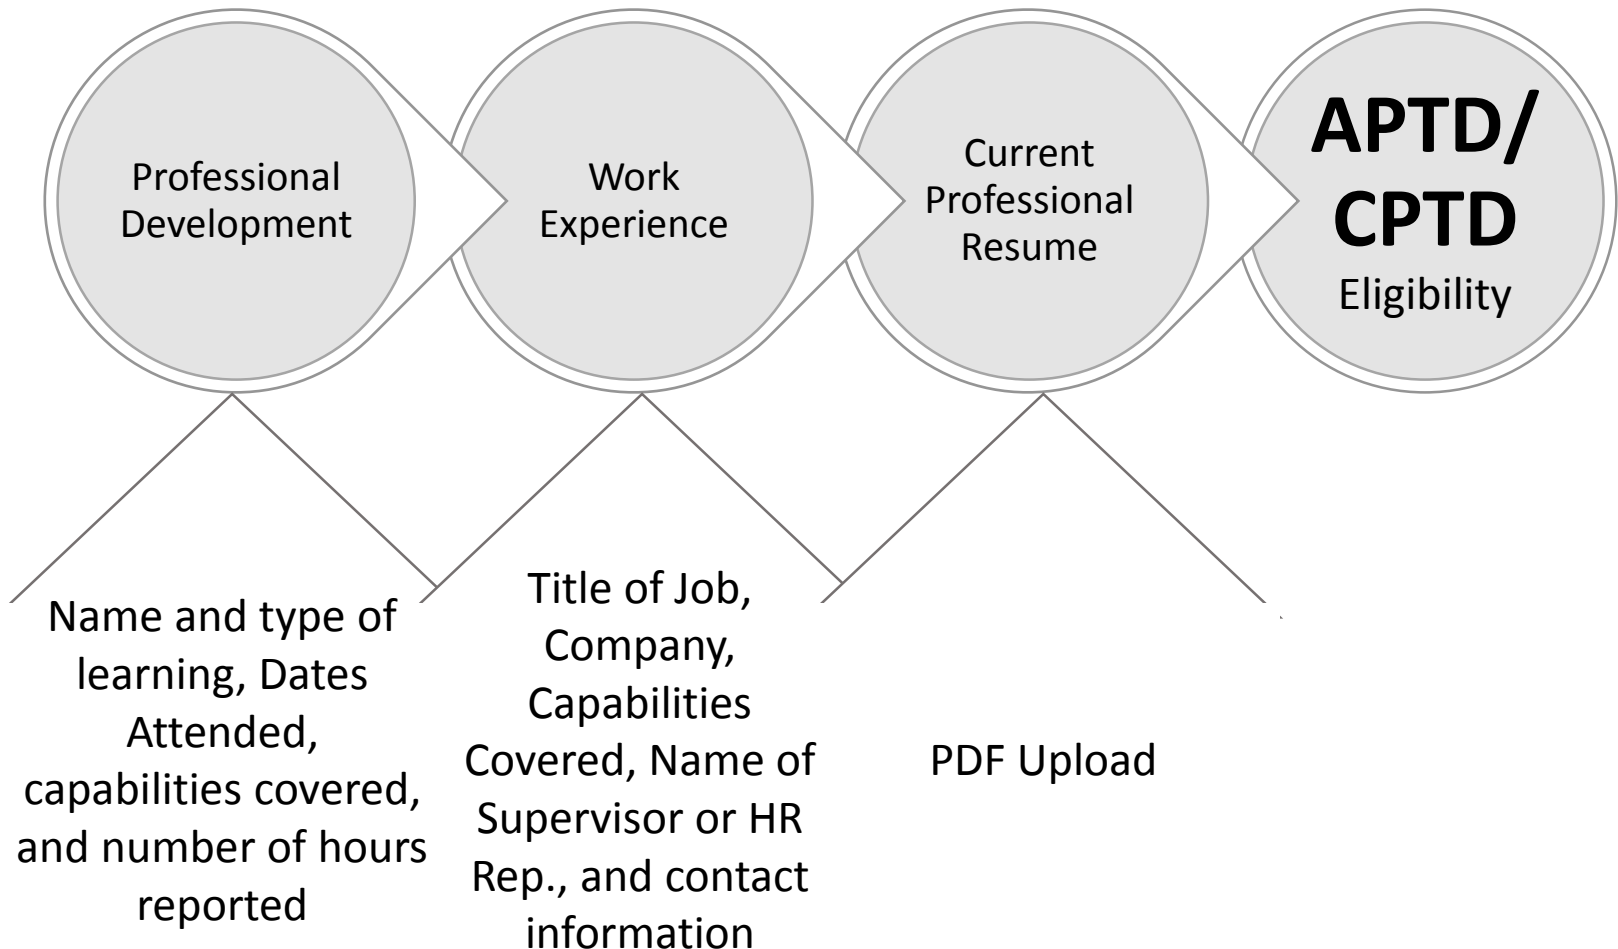 Professional
Development
Work
Experience
Current
Professional
Resume
APTD/
CPTD
Eligibility
Name and type of
learning, Dates
Attended,
capabilities covered,
and number of hours
reported
Title of Job,
Company,
Capabilities
Covered, Name of
Supervisor or HR
Rep., and contact
information
PDF Upload